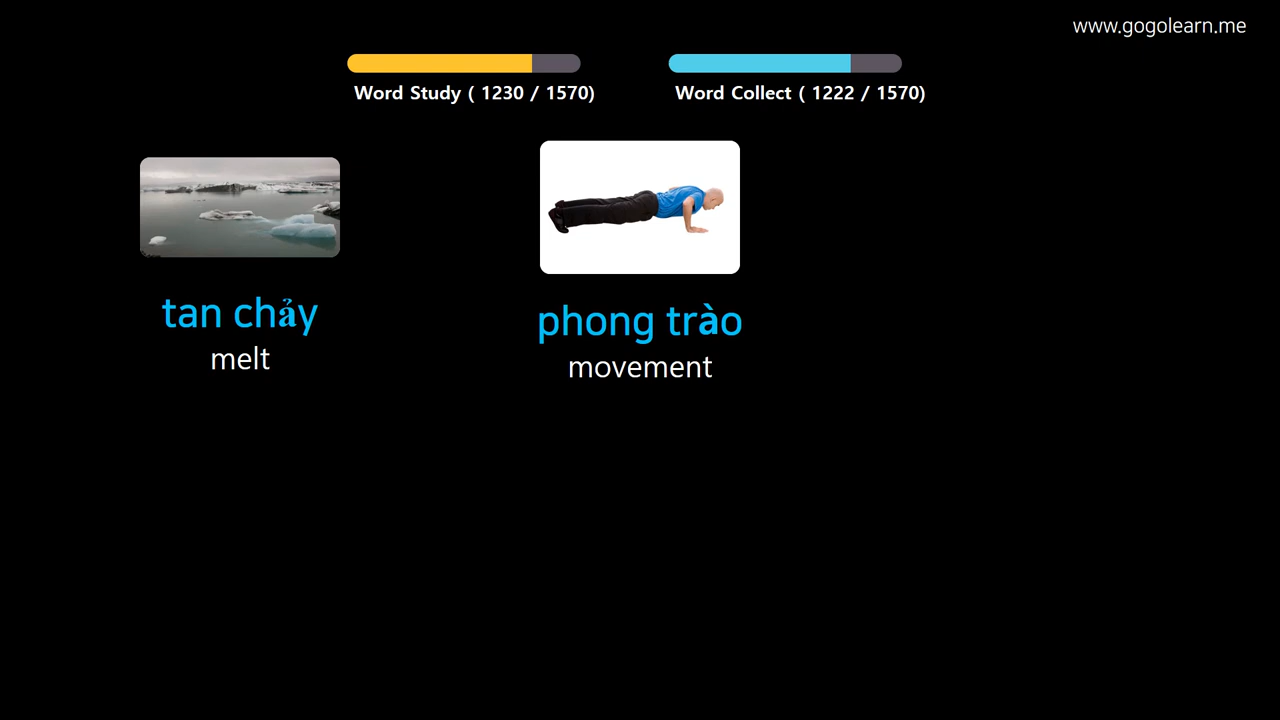 www.gogolearn.me
Word Study ( 1230 / 1570)
Word Collect ( 1222 / 1570)
tan chảy
melt
phong trào
movement